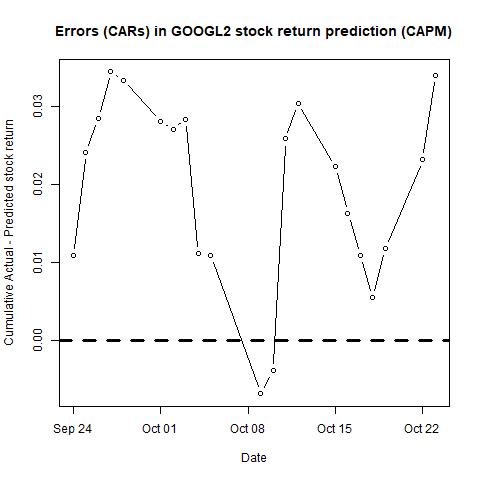 Errors (CARs) in GOOGL2 stock return prediction (CAPM)
Cumulative Actual - Predicted stock return
0.03
0.02
0.01
0.00
Sep 24 Oct 01 Oct 08 Oct 15 Oct 22
Date